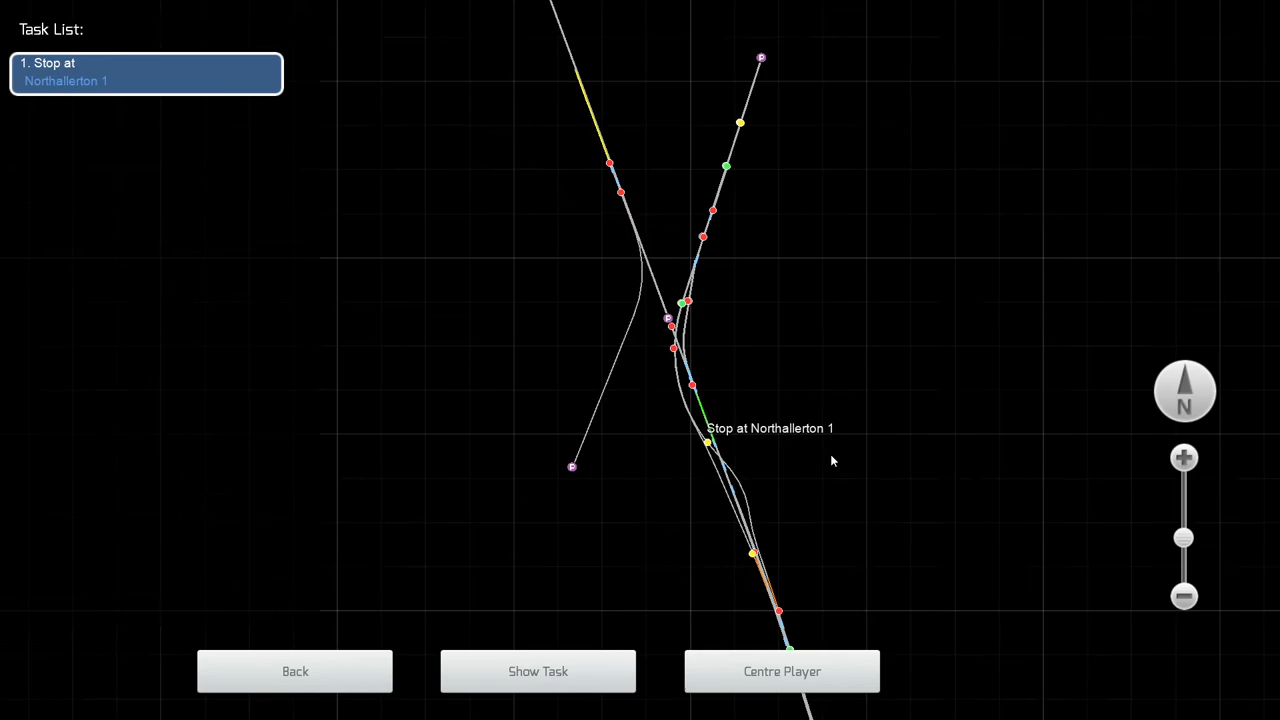 Task List:
1. Stop at
Northallerton 1
P
P
P
Stop at Northallerton 1
N
Back
Show Task
Centre Player